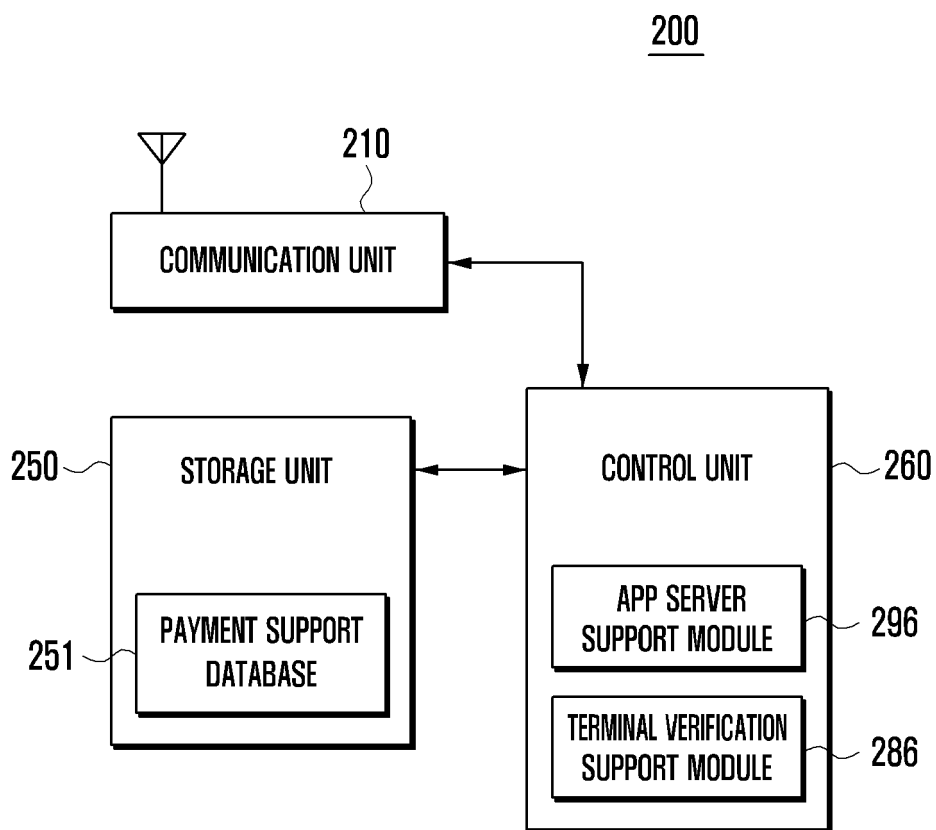 200
210
COMMUNICATION UNIT
250
STORAGE UNIT
CONTROL UNIT
260
251
PAYMENT SUPPORT
DATABASE
APP SERVER
SUPPORT MODULE
296
TERMINAL VERIFICATION
SUPPORT MODULE
286